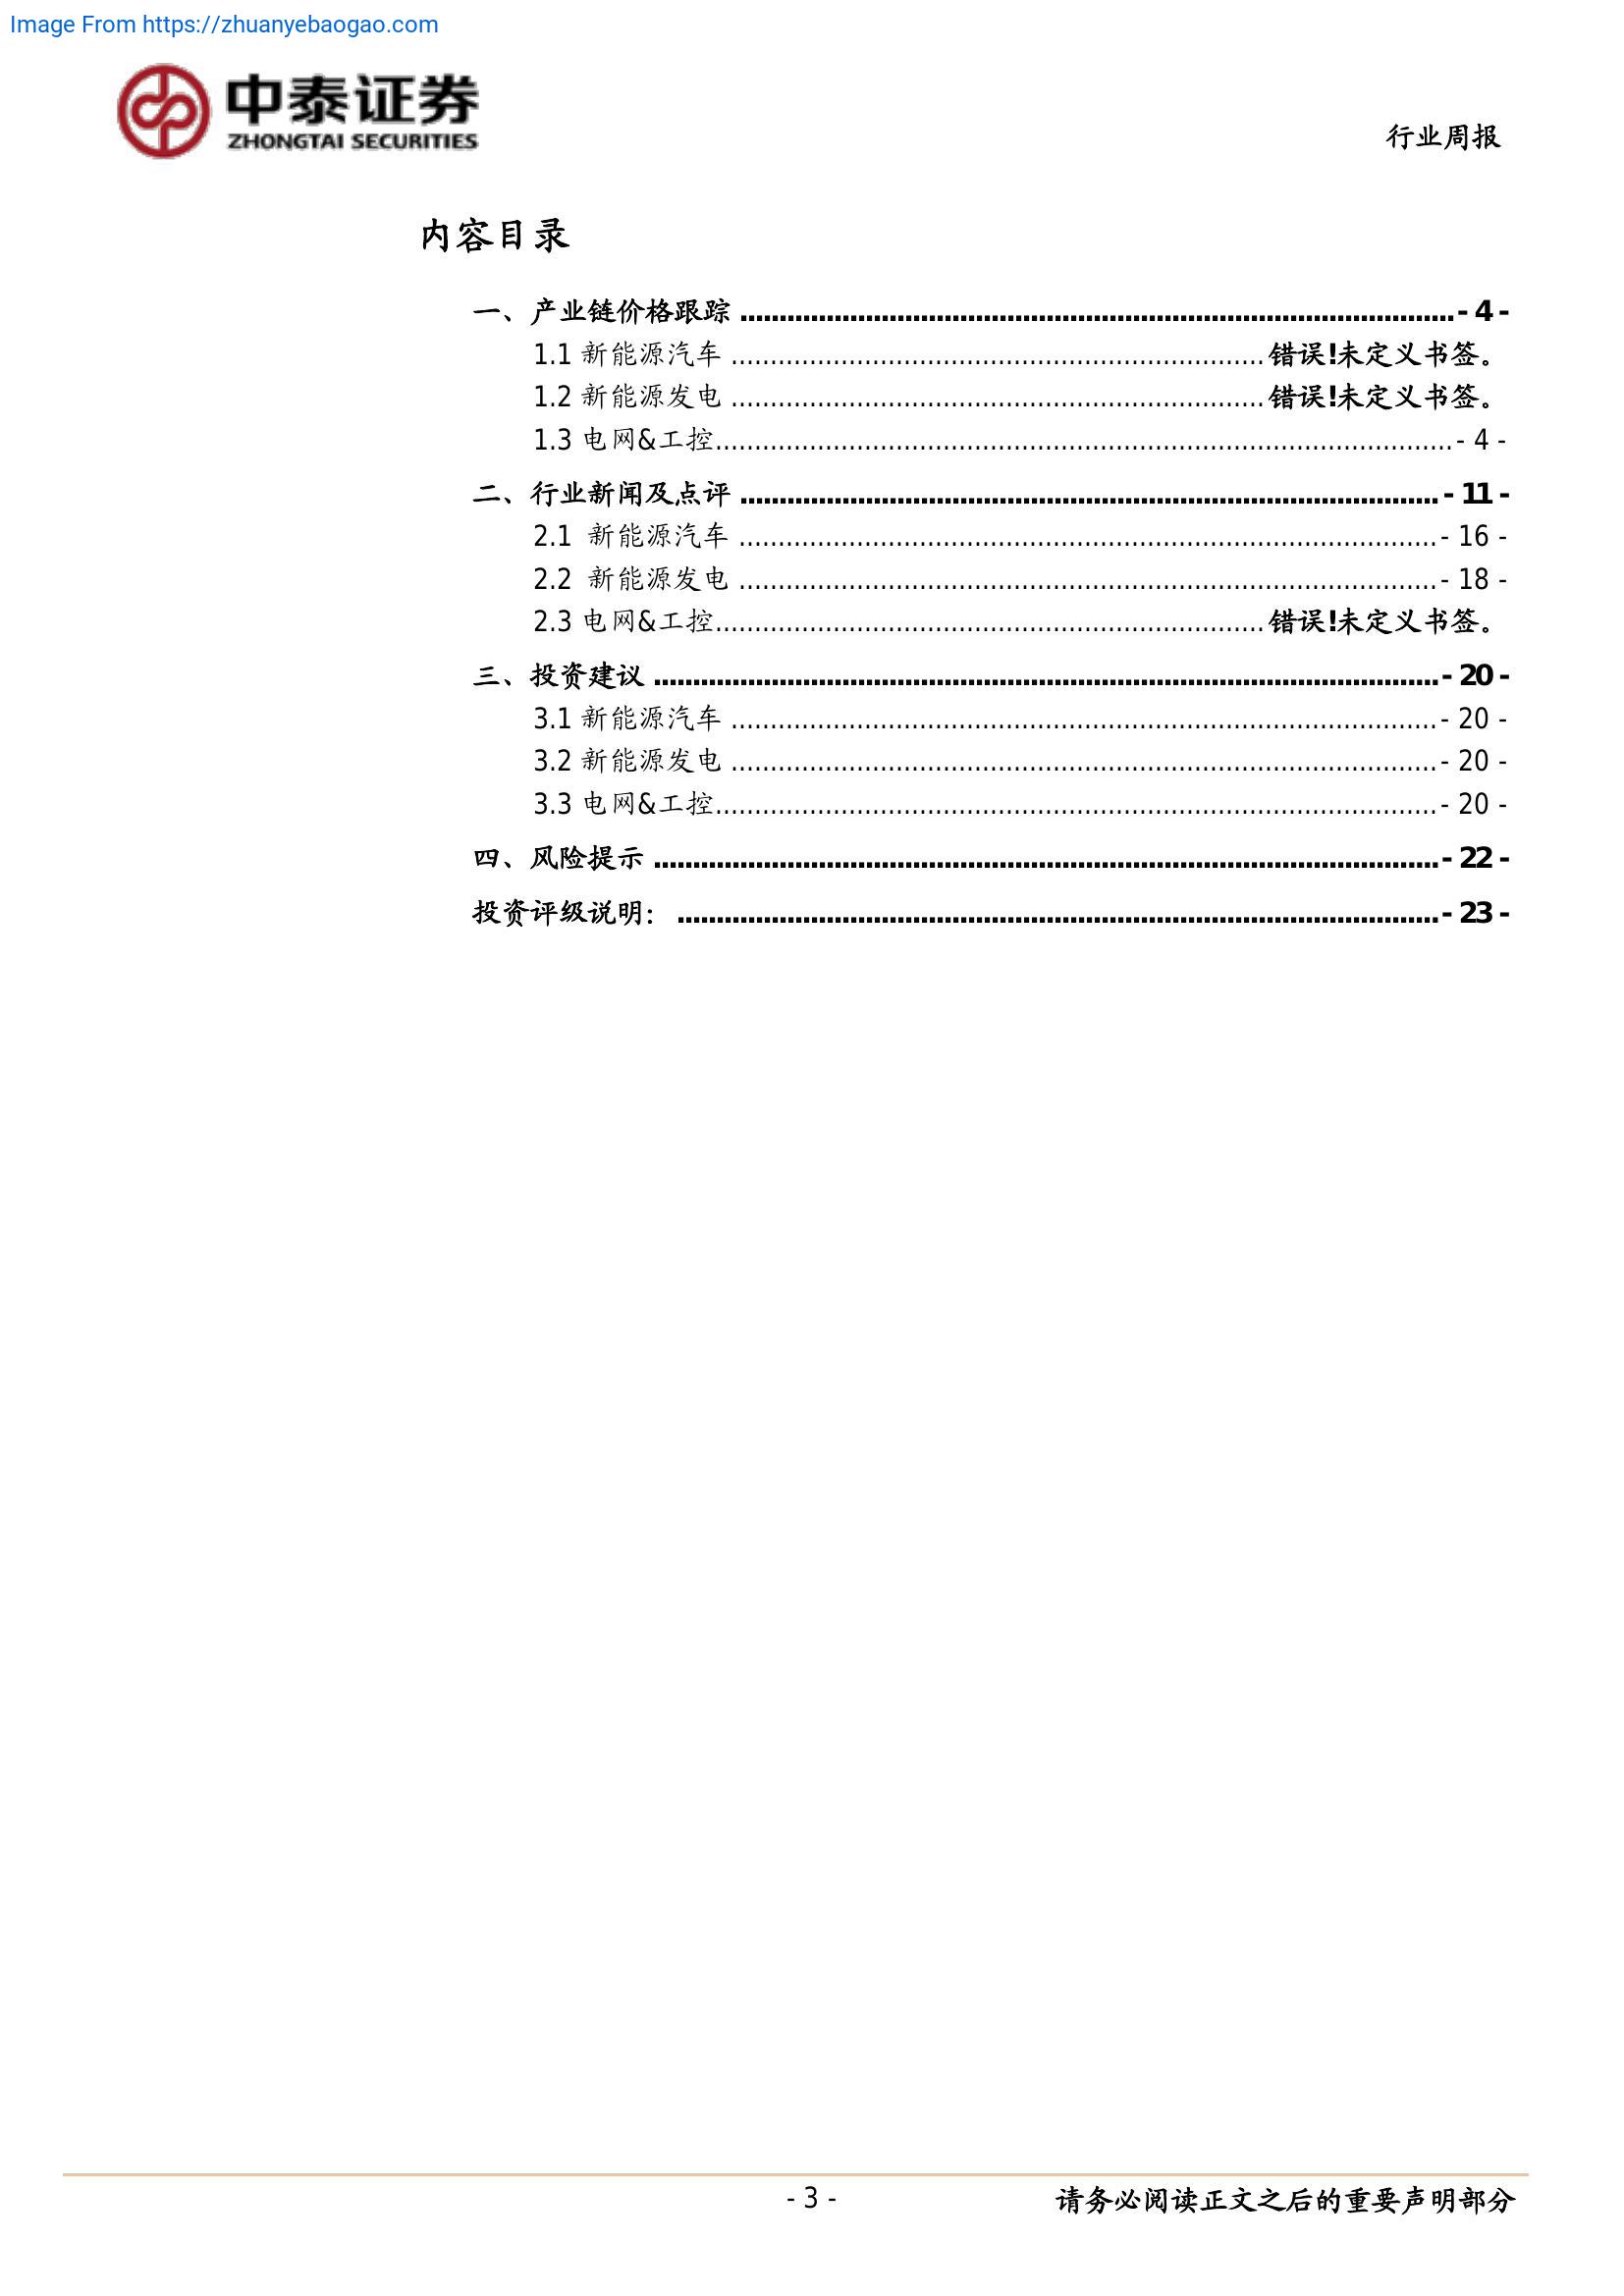 Image From https://zhuanyebaogao.com
中泰证券
ZHONGTAI SECURITIES
行业周报
内容目录
一、产业链价格跟踪 ........................................ - 4 -
1.1 新能源汽车 ........................................ 错误!未定义书签。
1.2 新能源发电 ........................................ 错误!未定义书签。
1.3 电网&工控........................................ - 4 -
二、行业新闻及点评 ........................................ - 11 -
2.1 新能源汽车 ........................................ - 16 -
2.2 新能源发电 ........................................ - 18 -
2.3 电网&工控........................................ 错误!未定义书签。
三、投资建议 ........................................ - 20 -
3.1 新能源汽车 ........................................ - 20 -
3.2 新能源发电 ........................................ - 20 -
3.3 电网&工控........................................ - 20 -
四、风险提示 ........................................ - 22 -
投资评级说明： ........................................ - 23 -
- 3 -
请务必阅读正文之后的重要声明部分